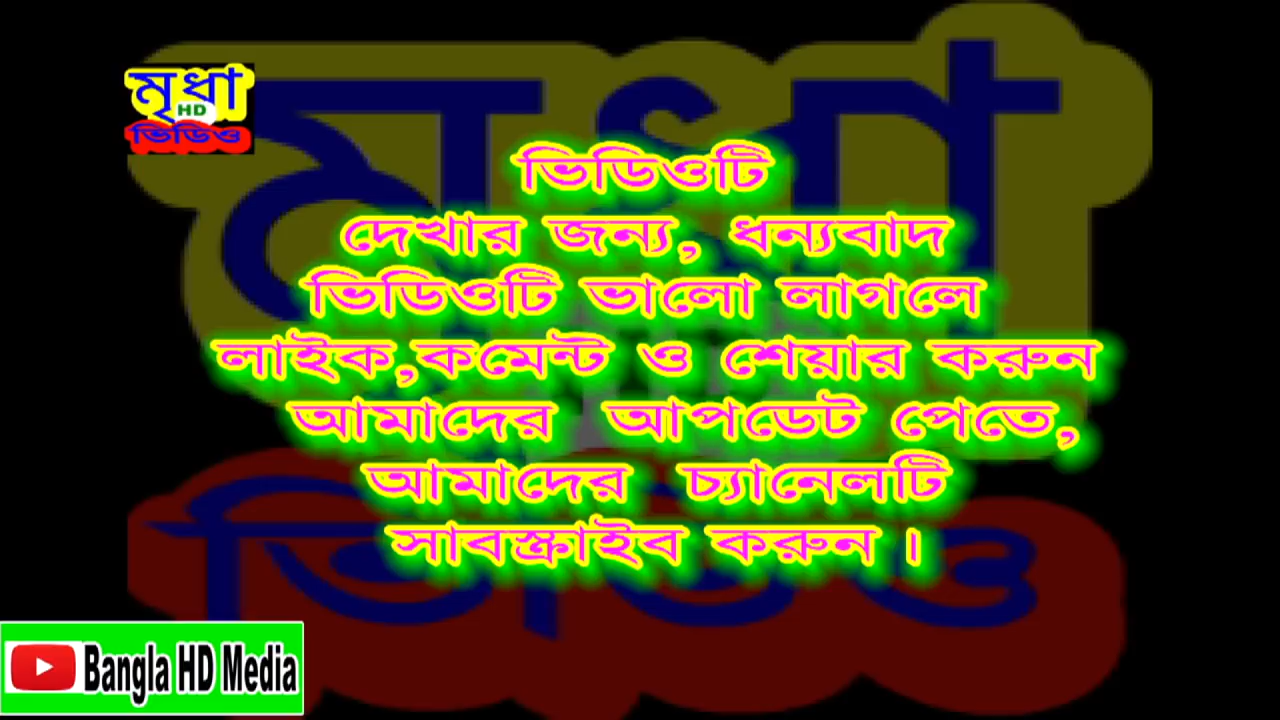 মৃধা
HD
ভিডিও
ভিডিওটি
দেখার জন্য, ধন্যবাদ
ভিডিওটি ভালো লাগলে
লাইক,কমেন্ট ও শেয়ার করুন
আমাদের আপডেট পেতে,
আমাদের চ্যানেলটি
সাবস্ক্রাইব করুন ।
মৃধা
ভিডিও
Bangla HD Media